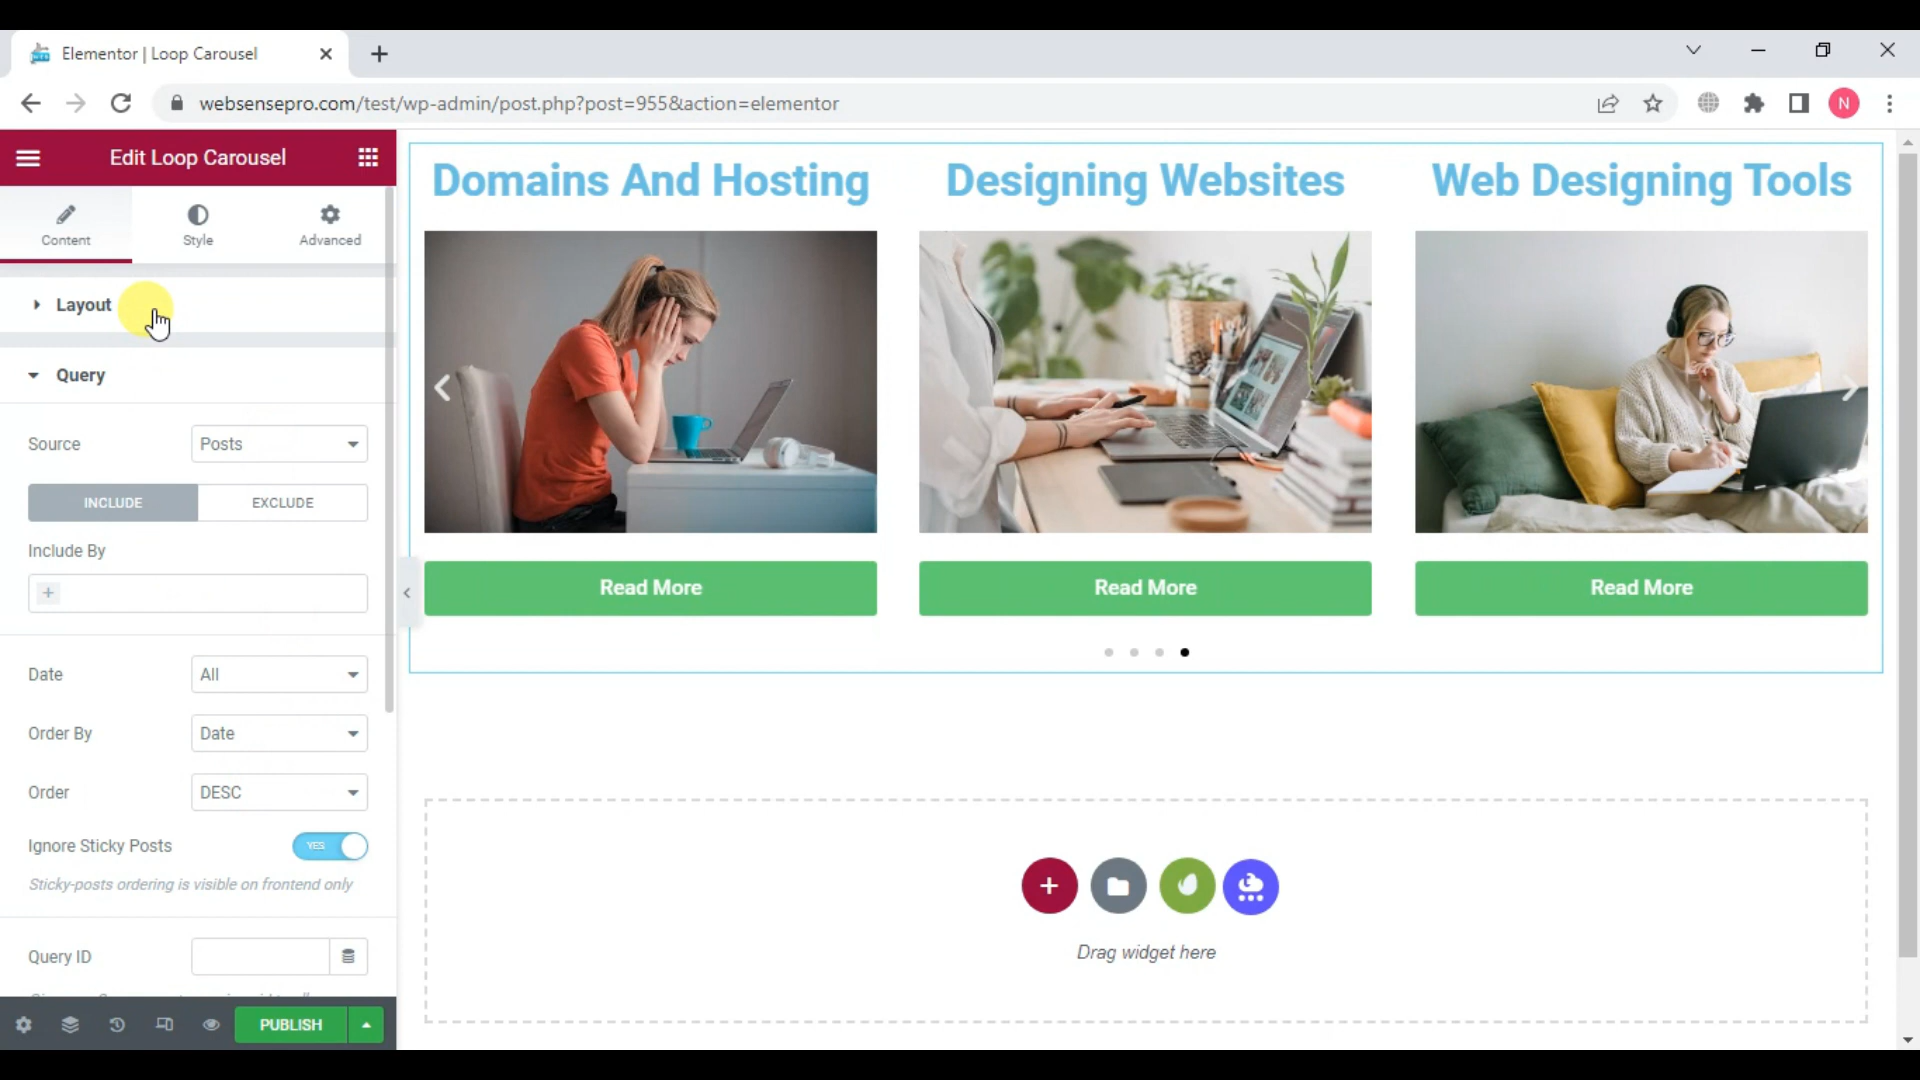 Elementor | Loop Carousel
websensepro.com/test/wp-admin/post.php?post=955&action=elementor
N
Edit Loop Carousel
Content
Style
Advanced
Layout
Query
Source
Posts
INCLUDE
EXCLUDE
Include By
+
Date
All
Order By
Date
Order
DESC
Ignore Sticky Posts
YES
Sticky-posts ordering is visible on frontend only
Query ID
PUBLISH
Domains And Hosting
Designing Websites
Web Designing Tools
Read More
Read More
Read More
Drag widget here